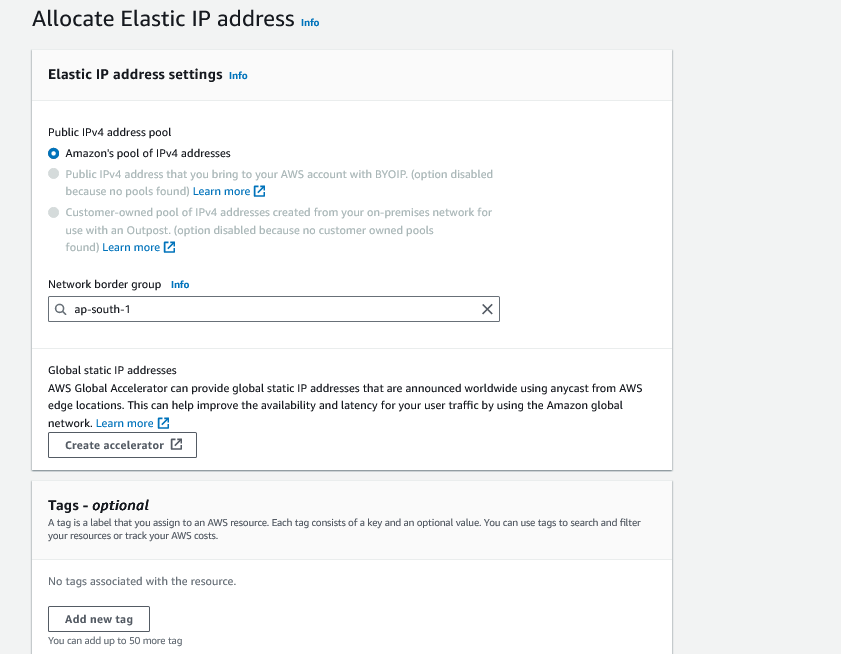 Allocate Elastic IP address Info
Elastic IP address settings Info
Public IPv4 address pool
Amazon's pool of IPv4 addresses
Public IPv4 address that you bring to your AWS account with BYOIP. (option disabled
because no pools found) Learn more
Customer-owned pool of IPv4 addresses created from your on-premises network for
use with an Outpost. (option disabled because no customer owned pools
found) Learn more
Network border group Info
ap-south-1
Global static IP addresses
AWS Global Accelerator can provide global static IP addresses that are announced worldwide using anycast from AWS
edge locations. This can help improve the availability and latency for your user traffic by using the Amazon global
network. Learn more
Create accelerator
Tags - optional
A tag is a label that you assign to an AWS resource. Each tag consists of a key and an optional value. You can use tags to search and filter
your resources or track your AWS costs.
No tags associated with the resource.
Add new tag
You can add up to 50 more tag